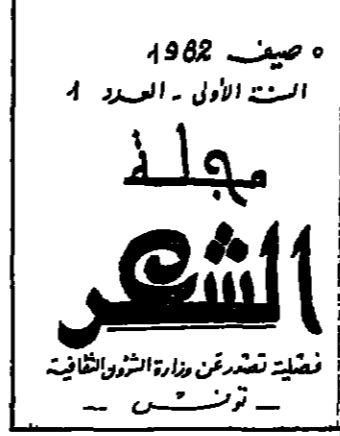 ه صيف 1982
السنة الأولى - العدد 1
مجلة
الشعر
فصلية تصدر عن وزارة الشؤون الثقافية
- تونس -